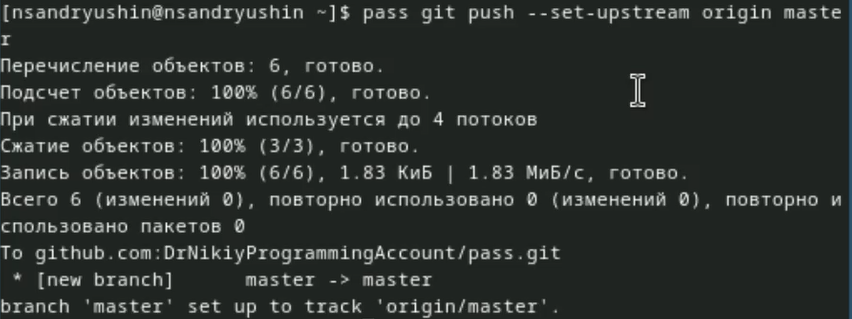 [nsandryushin@nsandryushin ~]$ pass git push --set-upstream origin maste
r
Перечисление объектов: 6, готово.
Подсчет объектов: 100% (6/6), готово.
При сжатии изменений используется до 4 потоков
Сжатие объектов: 100% (3/3), готово.
Запись объектов: 100% (6/6), 1.83 КиБ | 1.83 МиБ/с, готово.
Всего 6 (изменений 0), повторно использовано 0 (изменений 0), повторно и
спользовано пакетов 0
To github.com:DrNikiyProgrammingAccount/pass.git
 * [new branch]      master -> master
branch 'master' set up to track 'origin/master'.